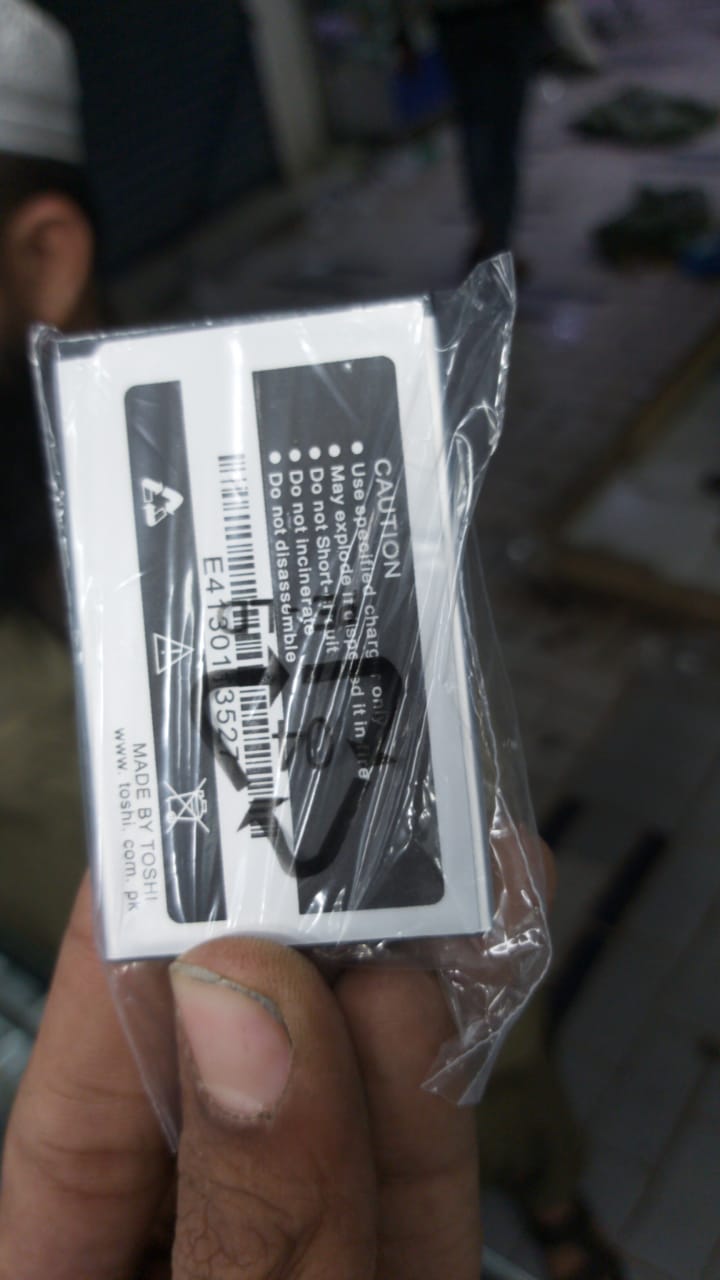 CAUTION
● Use specified charger only
● May explode if disposed it in fire
● Do not Short-circuit
● Do not incinerate
● Do not disassumble
MADE BY TOSHI
www. toshi. com. pk